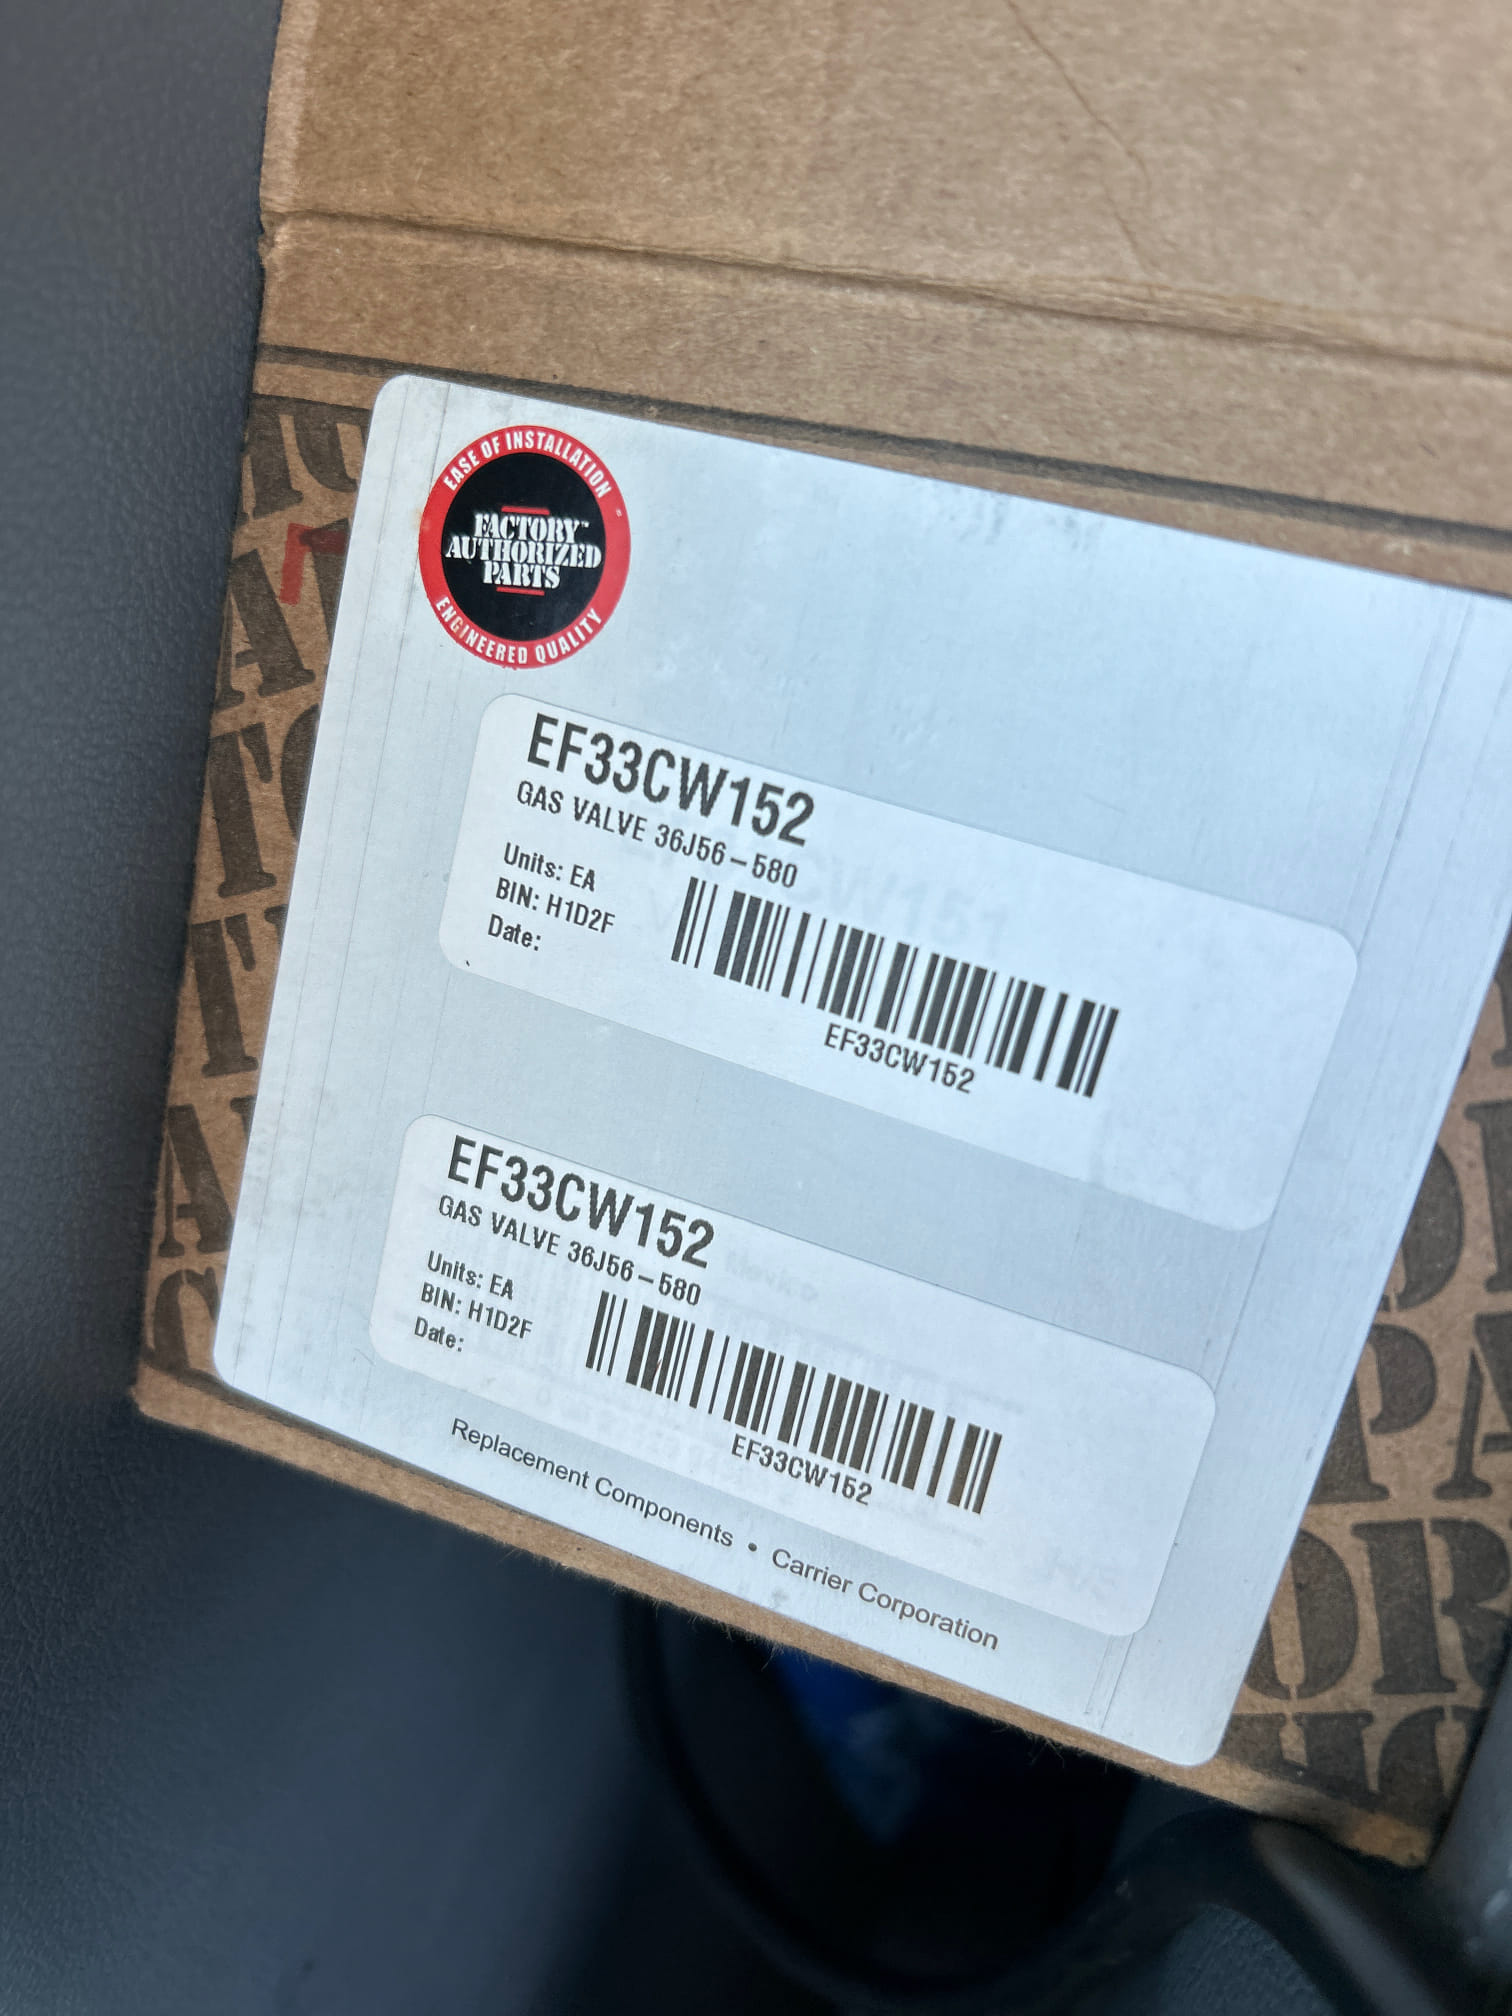 EASE OF INSTALLATION
FACTORY™
AUTHORIZED
PARTS
ENGINEERED QUALITY
EF33CW152
GAS VALVE 36J56-580
Units: EA
BIN: H1D2F
Date:
EF33CW152
EF33CW152
GAS VALVE 36J56-580
Units: EA
BIN: H1D2F
Date:
EF33CW152
Replacement Components • Carrier Corporation